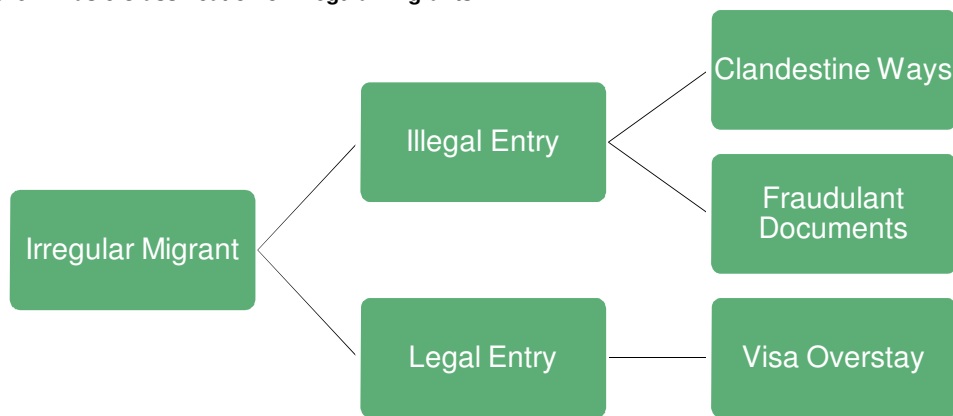 Clandestine Ways
Illegal Entry
Fraudulant
Documents
Irregular Migrant
Legal Entry
Visa Overstay